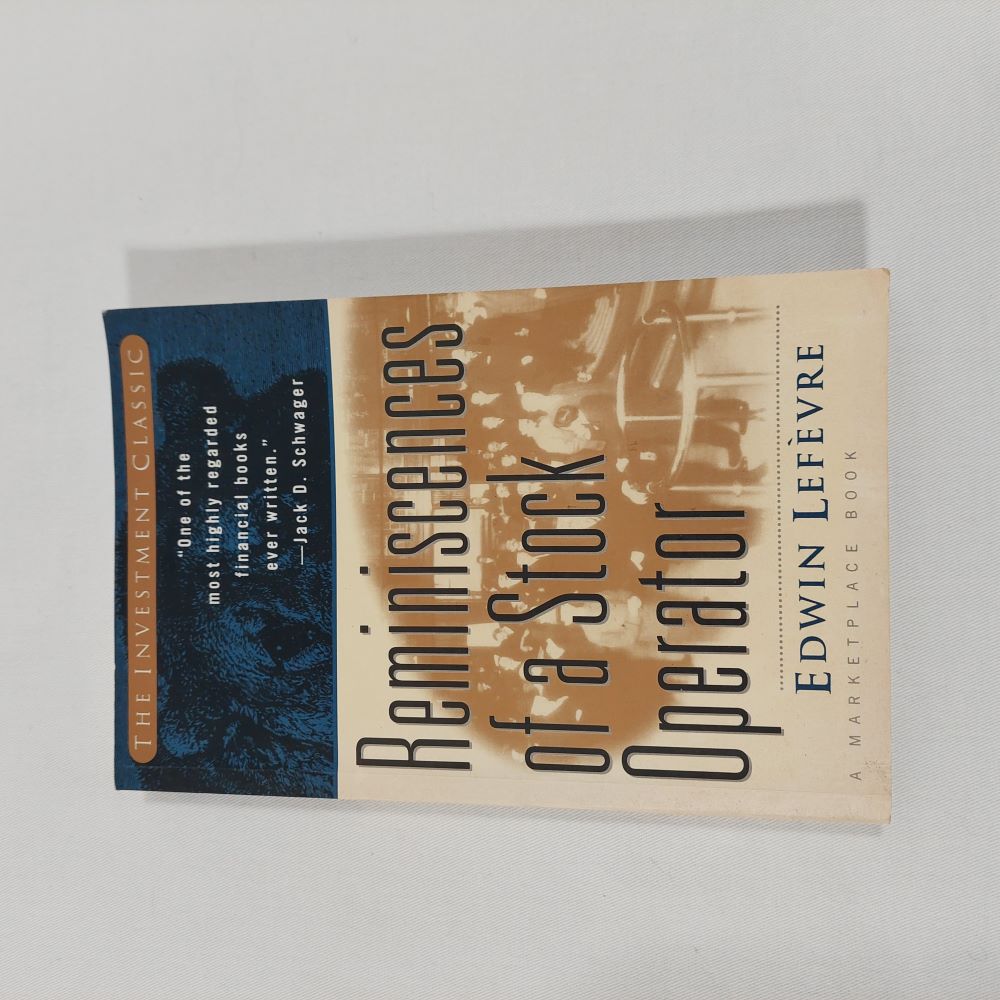 THE INVESTMENT CLASSIC
"One of the
most highly regarded
financial books
ever written."
—Jack D. Schwager
Reminiscences
of a Stock
Operator
EDWIN LEFÈVRE
A MARKETPLACE BOOK